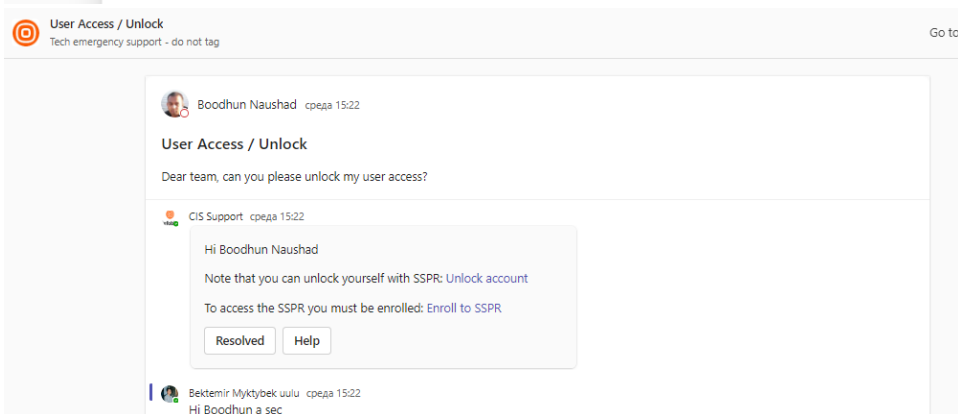 User Access / Unlock
Tech emergency support - do not tag
Go to
Boodhun Naushad среда 15:22
User Access / Unlock
Dear team, can you please unlock my user access?
CIS Support среда 15:22
Hi Boodhun Naushad
Note that you can unlock yourself with SSPR: Unlock account
To access the SSPR you must be enrolled: Enroll to SSPR
Resolved Help
Bektemir Myktybek uulu среда 15:22
Hi Boodhun a sec